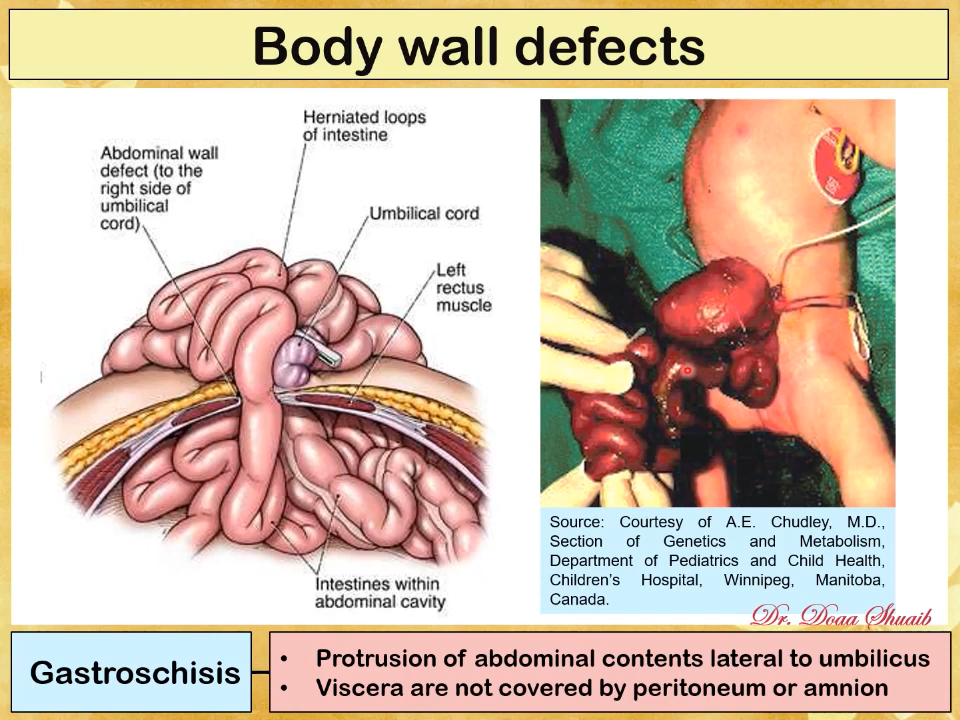 Body wall defects
Herniated loops
of intestine
Abdominal wall
defect (to the
right side of
umbilical
cord)
Umbilical cord
Left
rectus
muscle
Intestines within
abdominal cavity
Source: Courtesy of A.E. Chudley, M.D.,
Section of Genetics and Metabolism,
Department of Pediatrics and Child Health,
Children's Hospital, Winnipeg, Manitoba,
Canada.
Dr. Doaa Shuaib
Gastroschisis
• Protrusion of abdominal contents lateral to umbilicus
• Viscera are not covered by peritoneum or amnion